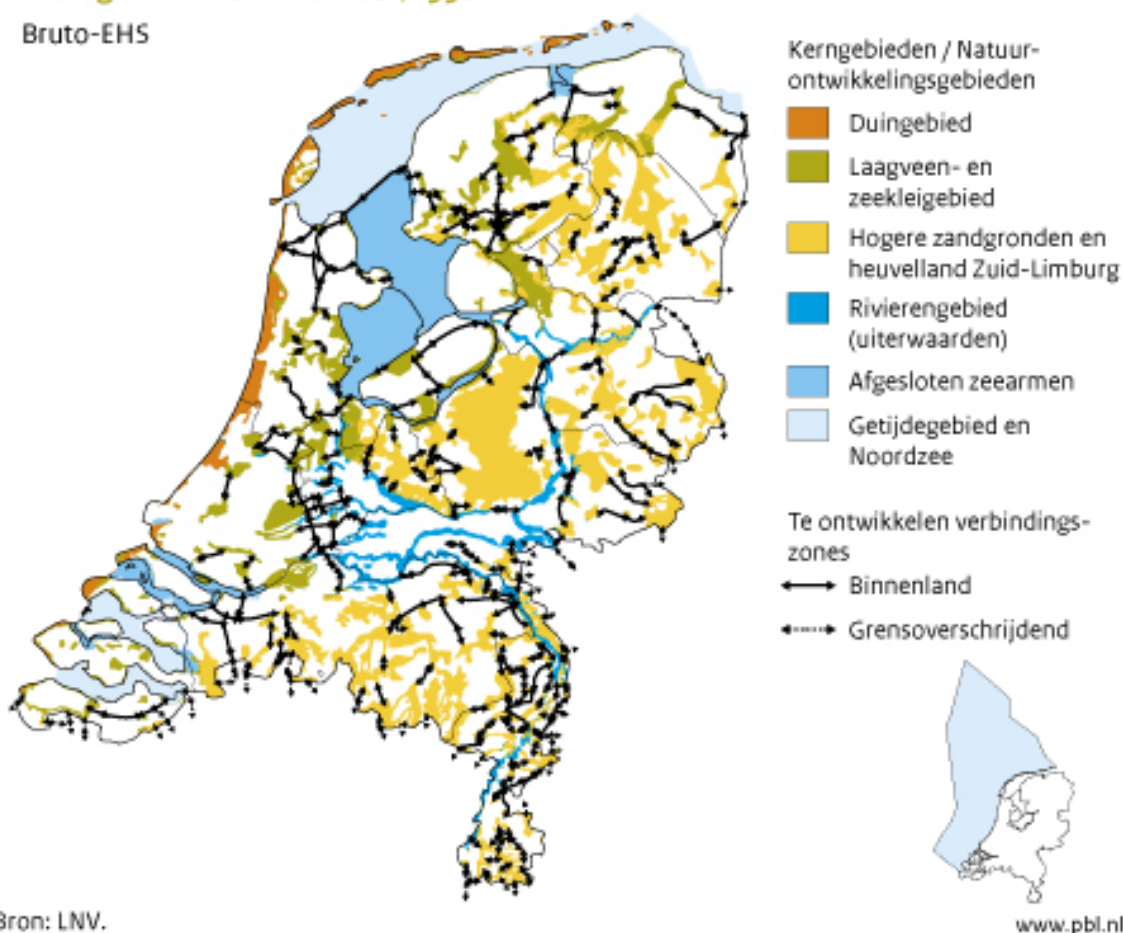 Bruto-EHS
Kerngebieden / Natuur-
ontwikkelingsgebieden
Duingebied
Laagveen- en
zeekleigebied
Hogere zandgronden en
heuvelland Zuid-Limburg
Rivierengebied
(uiterwaarden)
Afgesloten zeearmen
Getijdegebied en
Noordzee
Te ontwikkelen verbindings-
zones
Binnenland
Grensoverschrijdend
Bron: LNV.
www.pbl.nl